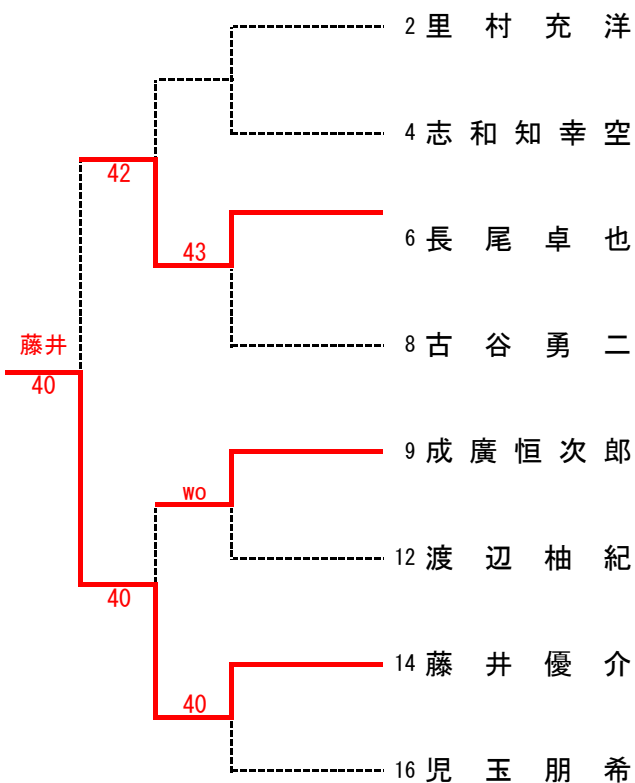 2 里村充洋
4 志和知幸空
42
43
6 長尾卓也
藤井
8 古谷勇二
40
9 成廣恒次郎
wo
12 渡辺柚紀
40
14 藤井優介
40
16 児玉朋希